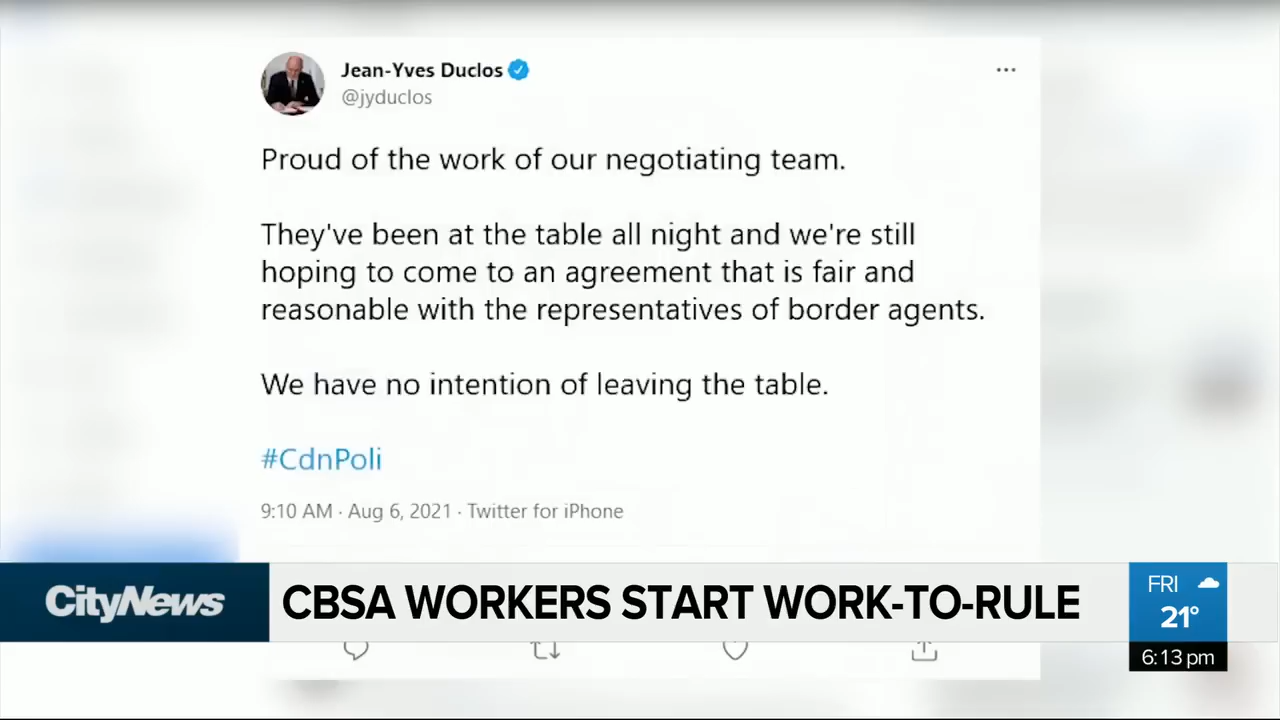 Jean-Yves Duclos
@jyduclos
Proud of the work of our negotiating team.
They've been at the table all night and we're still
hoping to come to an agreement that is fair and
reasonable with the representatives of border agents.
We have no intention of leaving the table.
#CdnPoli
9:10 AM · Aug 6, 2021 · Twitter for iPhone
CityNews
CBSA WORKERS START WORK-TO-RULE
FRI
21°
6:13 pm